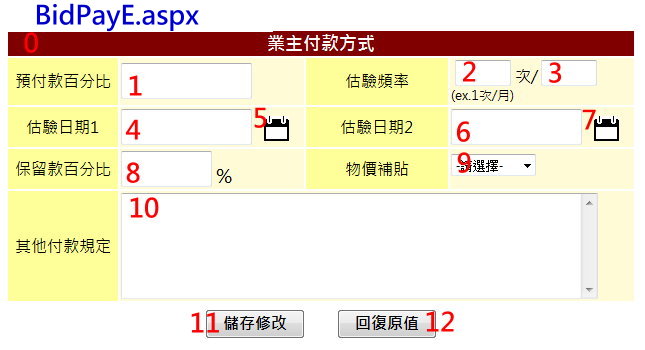 BidPayE.aspx
0 業主付款方式
預付款百分比 1 估驗頻率 2 次/ 3
(ex.1次/月)
估驗日期1 4 5 估驗日期2 6 7
保留款百分比 8 % 物價補貼 9 -請選擇-
其他付款規定 10
11 儲存修改 回復原值 12